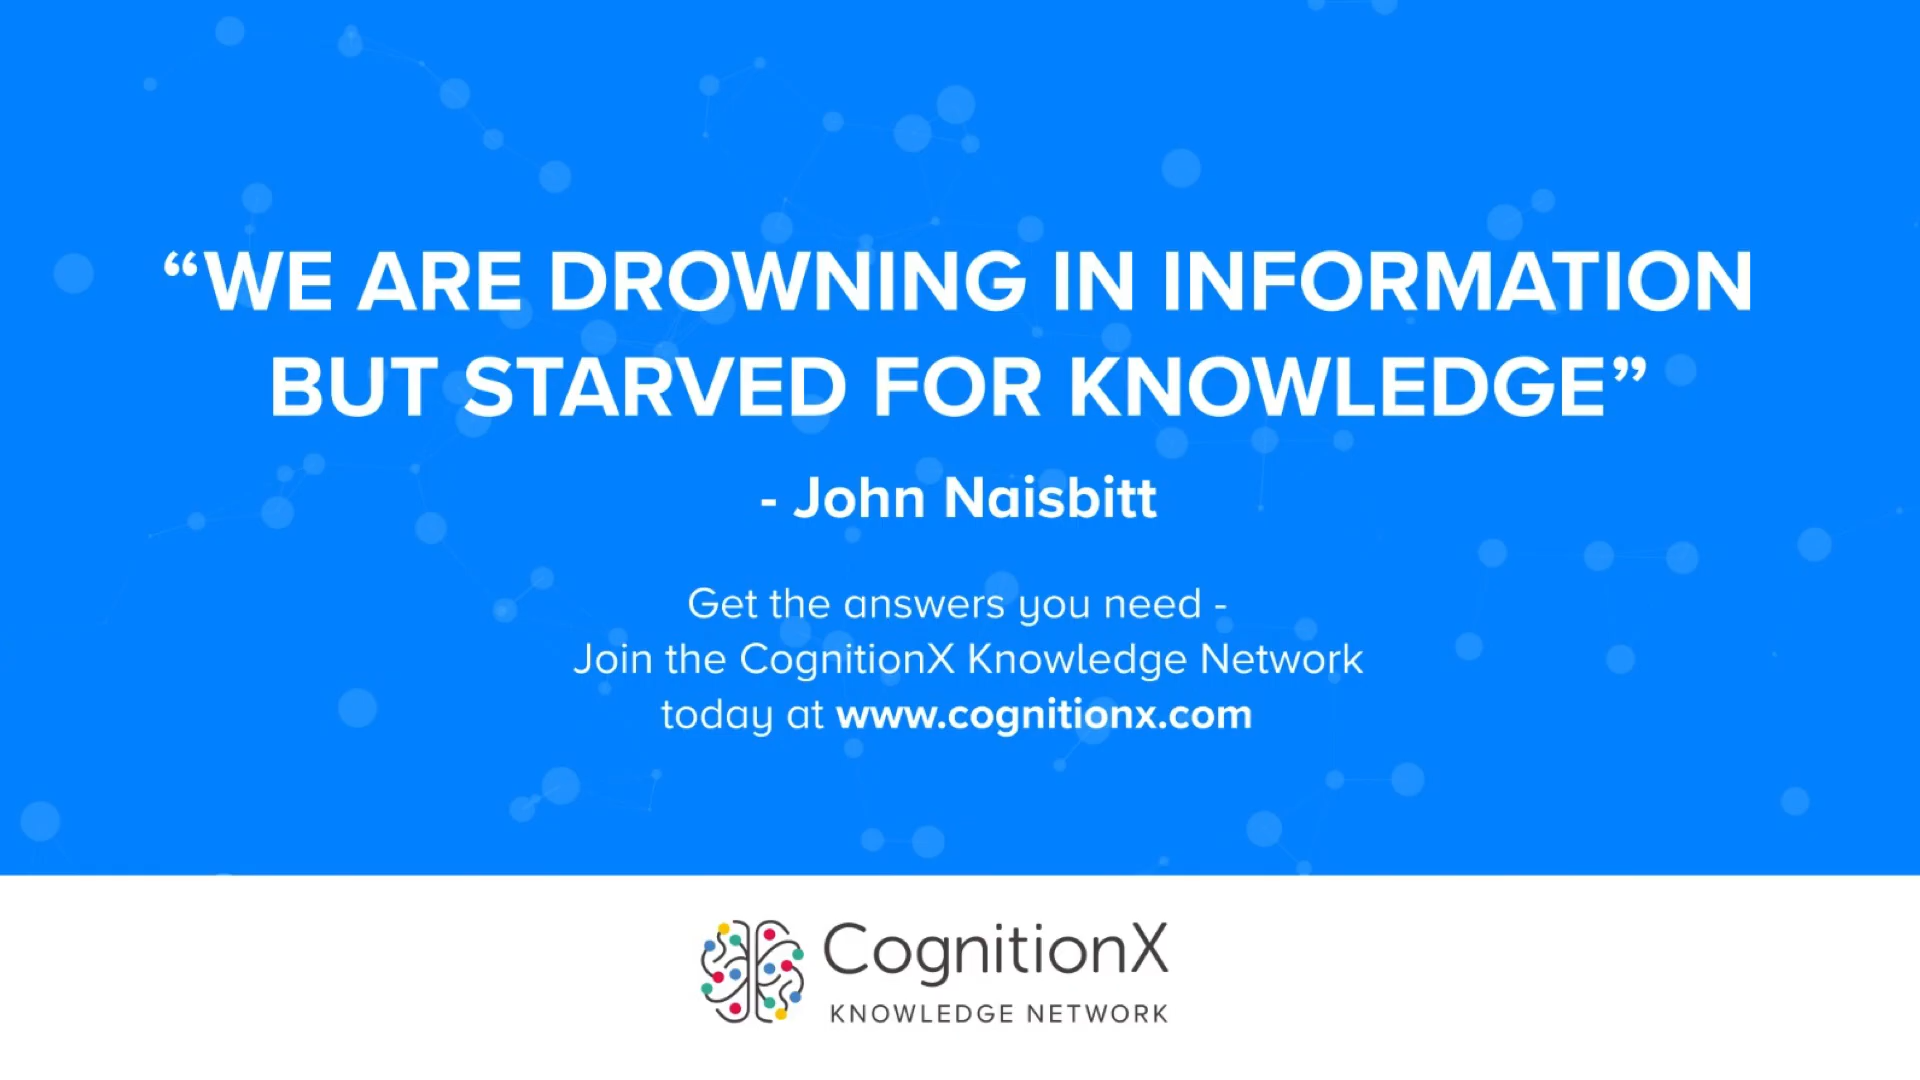 “WE ARE DROWNING IN INFORMATION
BUT STARVED FOR KNOWLEDGE”
- John Naisbitt
Get the answers you need -
Join the CognitionX Knowledge Network
today at www.cognitionx.com
CognitionX
KNOWLEDGE NETWORK